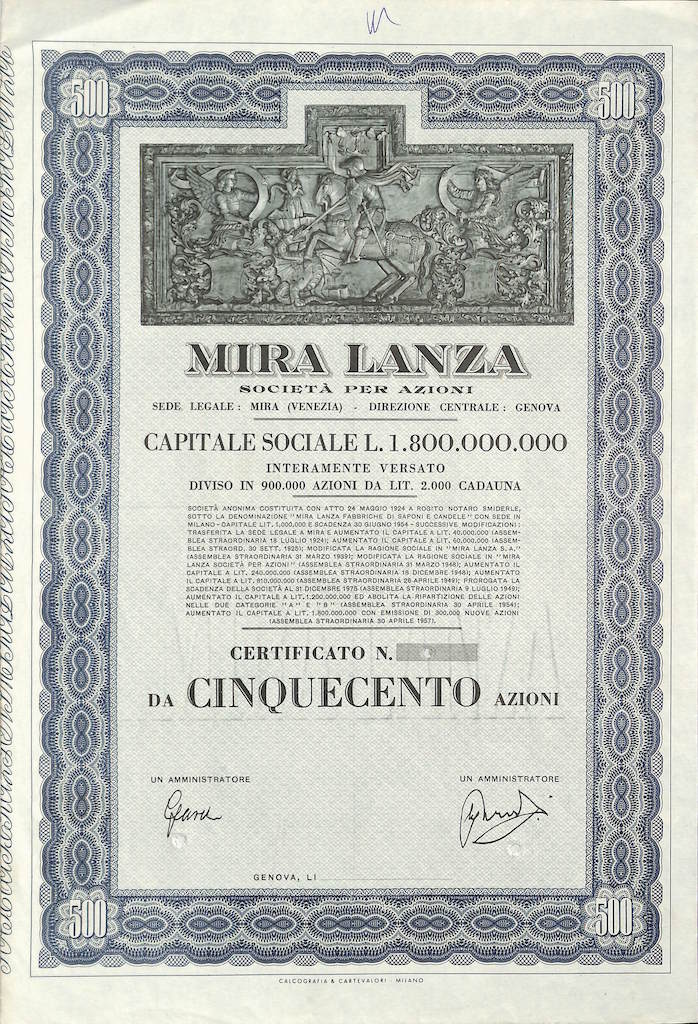 500 500
MIRA LANZA
SOCIETÀ PER AZIONI
SEDE LEGALE: MIRA (VENEZIA) - DIREZIONE CENTRALE: GENOVA
CAPITALE SOCIALE L. 1.800.000.000
INTERAMENTE VERSATO
DIVISO IN 900.000 AZIONI DA LIT. 2.000 CADAUNA
SOCIETÀ ANONIMA COSTITUITA CON ATTO 24 MAGGIO 1924 A ROGITO NOTARO SMIDERLE,
SOTTO LA DENOMINAZIONE "MIRA LANZA FABBRICHE DI SAPONI E CANDELE" CON SEDE IN
MILANO - CAPITALE LIT. 1,000,000 E SCADENZA 30 GIUGNO 1954 - SUCCESSIVE MODIFICAZIONI:
TRASFERITA LA SEDE LEGALE A MIRA E AUMENTATO IL CAPITALE A LIT. 40,000,000 (ASSEM-
BLEA STRAORDINARIA 18 LUGLIO 1924); AUMENTATO IL CAPITALE A LIT. 60,000,000 (ASSEM-
BLEA STRAORD. 30 SETT. 1925); MODIFICATA LA RAGIONE SOCIALE IN "MIRA LANZA S. A."
(ASSEMBLEA STRAORDINARIA 31 MARZO 1939); MODIFICATA LA RAGIONE SOCIALE IN "MIRA
LANZA SOCIETÀ PER AZIONI" (ASSEMBLEA STRAORDINARIA 31 MARZO 1948); AUMENTATO IL
CAPITALE A LIT. 240.000.000 (ASSEMBLEA STRAORDINARIA 15 DICEMBRE 1948); AUMENTATO
IL CAPITALE A LIT. 810.000.000 (ASSEMBLEA STRAORDINARIA 26 APRILE 1949); PROROGATA LA
SCADENZA DELLA SOCIETÀ AL 31 DICEMBRE 1975 (ASSEMBLEA STRAORDINARIA 9 LUGLIO 1949);
AUMENTATO IL CAPITALE A LIT. 1.200.000.000 ED ABOLITA LA RIPARTIZIONE DELLE AZIONI
NELLE DUE CATEGORIE "A" E "B" (ASSEMBLEA STRAORDINARIA 30 APRILE 1954);
AUMENTATO IL CAPITALE A LIT. 1.800.000.000 CON EMISSIONE DI 300,000 NUOVE AZIONI
(ASSEMBLEA STRAORDINARIA 30 APRILE 1957).
CERTIFICATO N.
DA CINQUECENTO AZIONI
UN AMMINISTRATORE UN AMMINISTRATORE
GENOVA, LI
500 500
CALCOGRAFIA & CARTEVALORI - MILANO